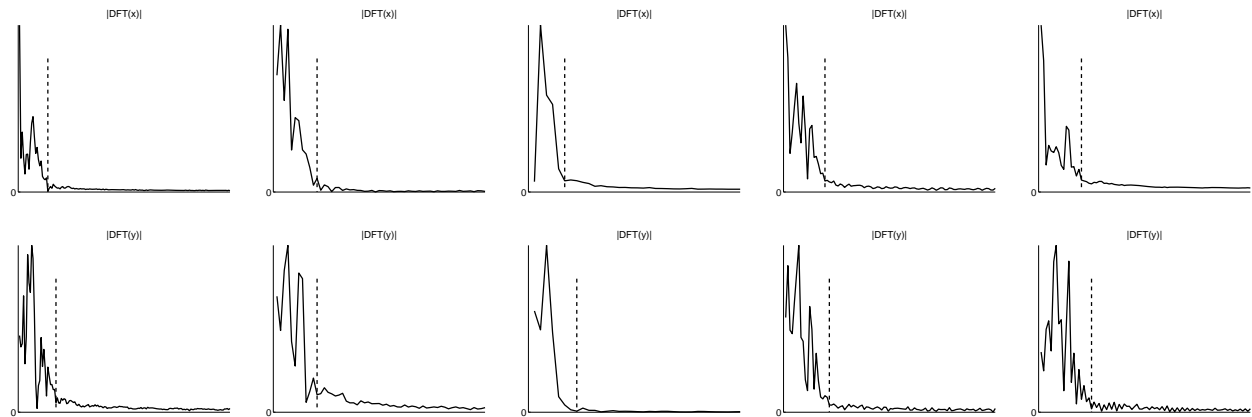 |DFT(x)| |DFT(x)| |DFT(x)| |DFT(x)| |DFT(x)|
0 0 0 0 0
|DFT(y)| |DFT(y)| |DFT(y)| |DFT(y)| |DFT(y)|
0 0 0 0 0